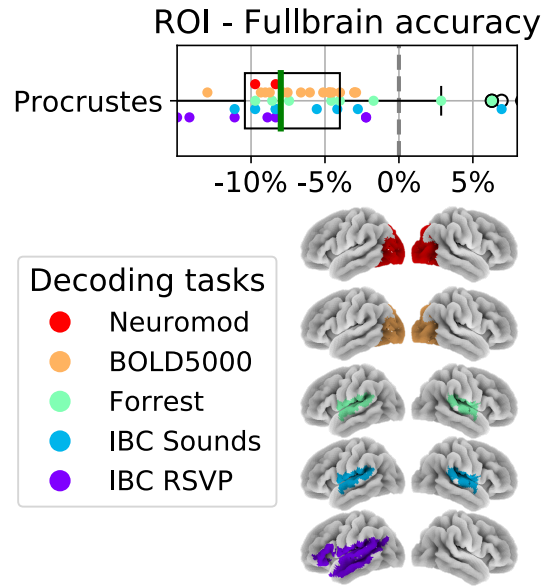 ROI - Fullbrain accuracy
Procrustes
-10% -5% 0% 5%
Decoding tasks
Neuromod
BOLD5000
Forrest
IBC Sounds
IBC RSVP